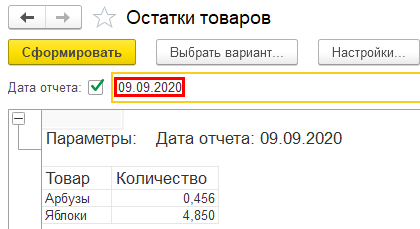 Остатки товаров
Сформировать Выбрать вариант... Настройки...
Дата отчета: 09.09.2020
Параметры: Дата отчета: 09.09.2020
Товар Количество
Арбузы 0,456
Яблоки 4,850